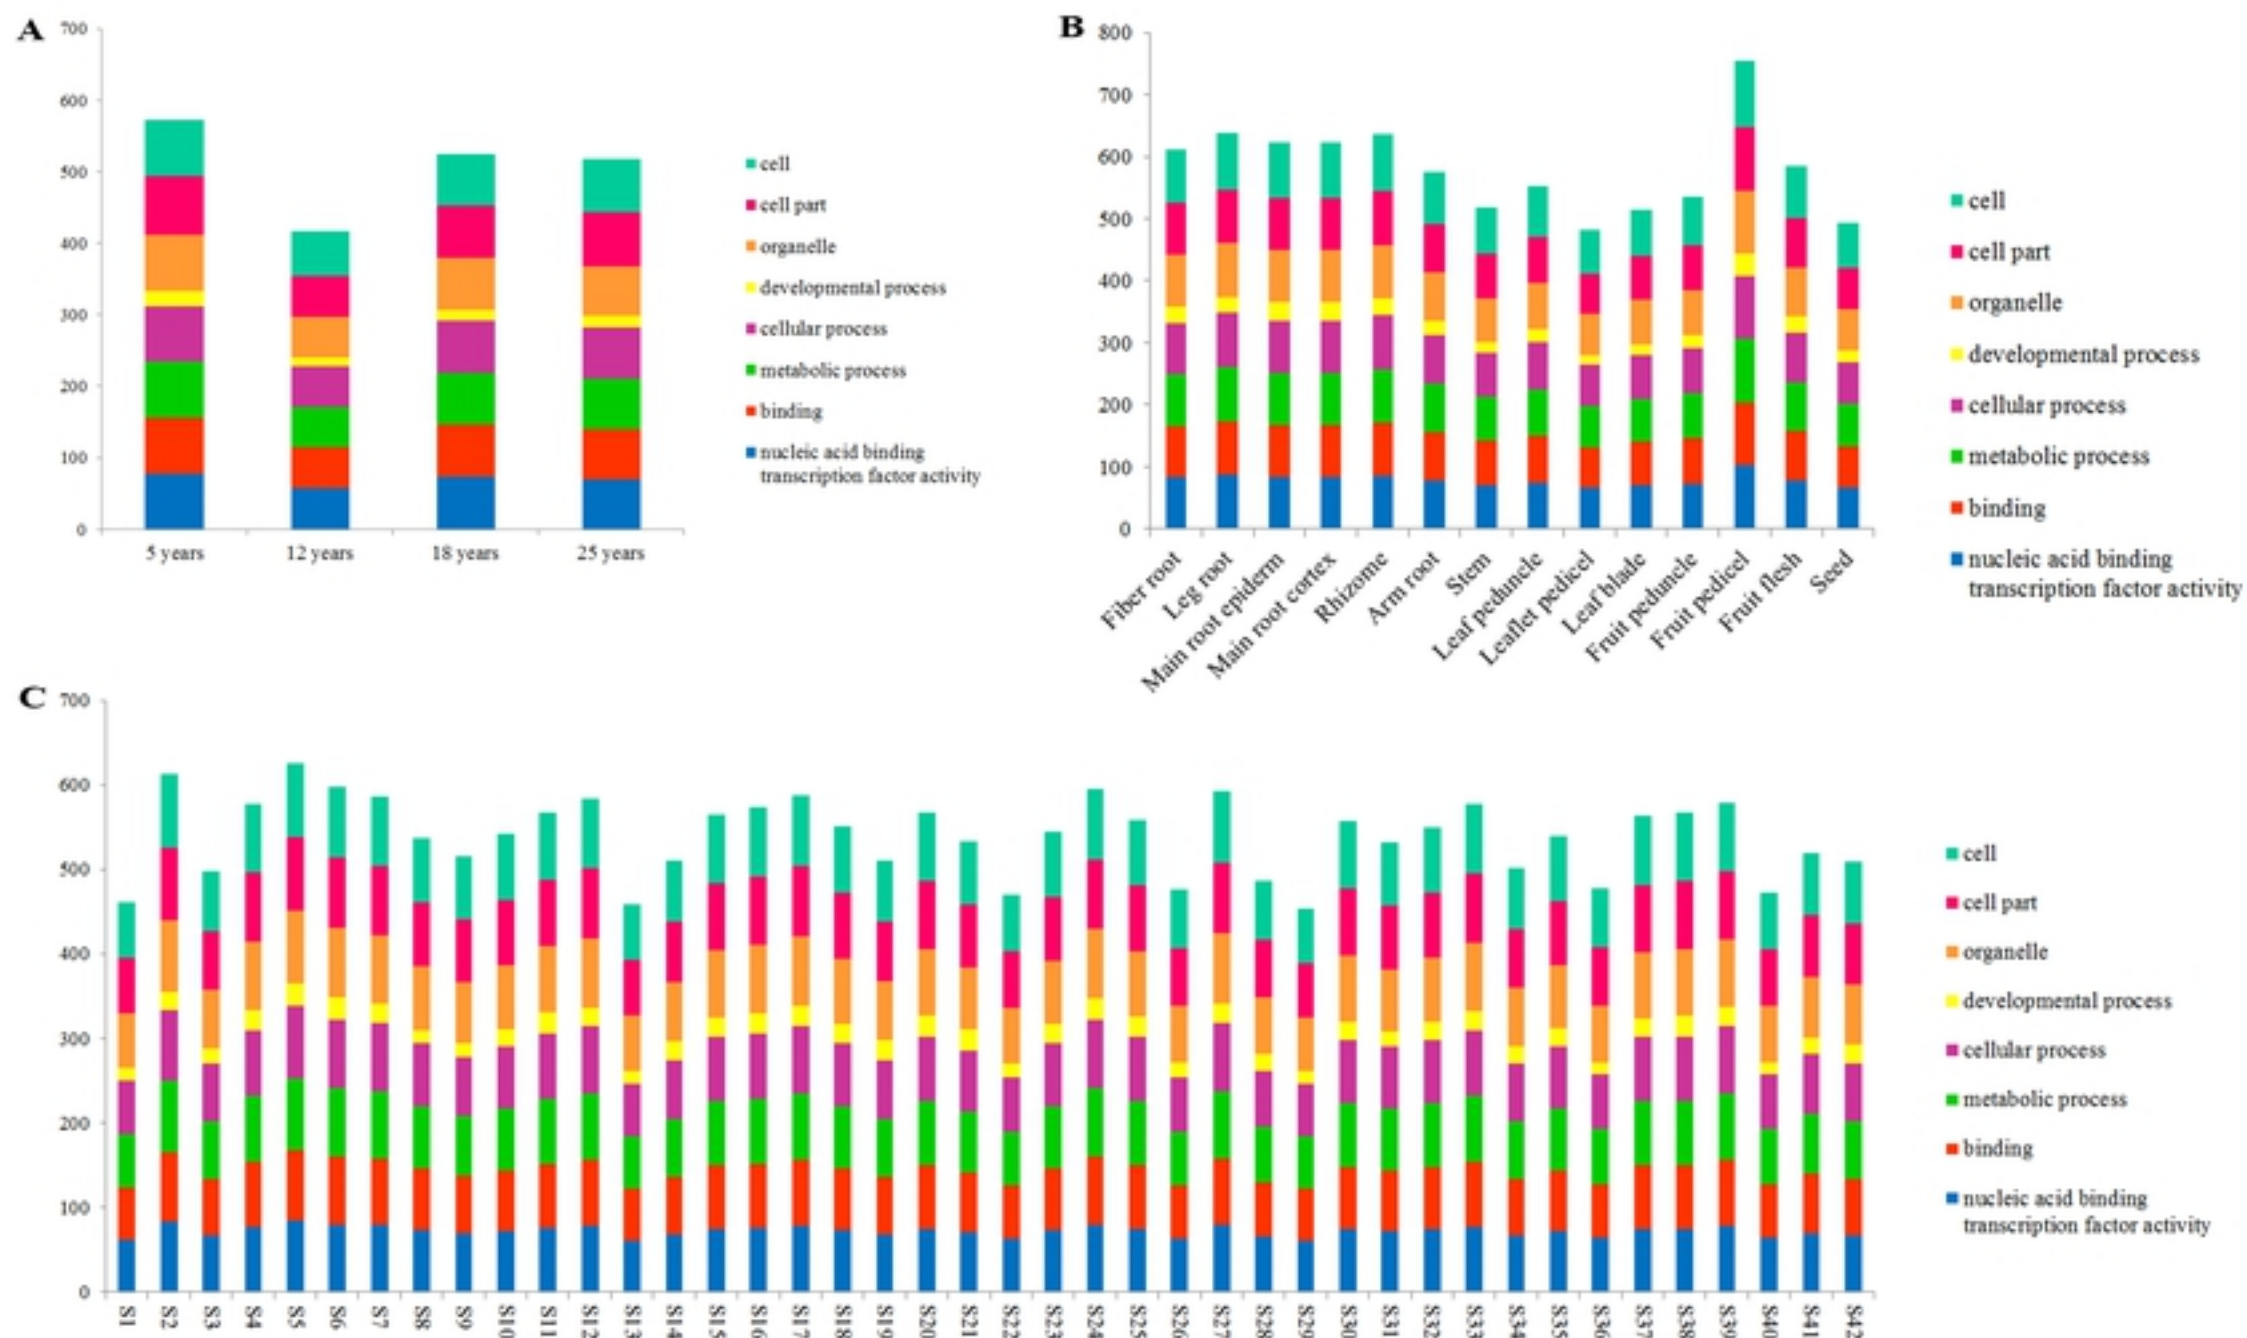 A
700
600
500
400
300
200
100
0
5 years
12 years
18 years
25 years
cell
cell part
organelle
developmental process
cellular process
metabolic process
binding
nucleic acid binding
transcription factor activity
B
800
700
600
500
400
300
200
100
0
Fiber root
Leg root
Main root epiderm
Main root cortex
Rhizome
Arm root
Stem
Leaf peduncle
Leaflet pedicel
Leaf blade
Fruit peduncle
Fruit pedicel
Fruit flesh
Seed
cell
cell part
organelle
developmental process
cellular process
metabolic process
binding
nucleic acid binding
transcription factor activity
C
700
600
500
400
300
200
100
0
S1
S2
S3
S4
S5
S6
S7
S8
S9
S10
S11
S12
S13
S14
S15
S16
S17
S18
S19
S20
S21
S22
S23
S24
S25
S26
S27
S28
S29
S30
S31
S32
S33
S34
S35
S36
S37
S38
S39
S40
S41
S42
cell
cell part
organelle
developmental process
cellular process
metabolic process
binding
nucleic acid binding
transcription factor activity